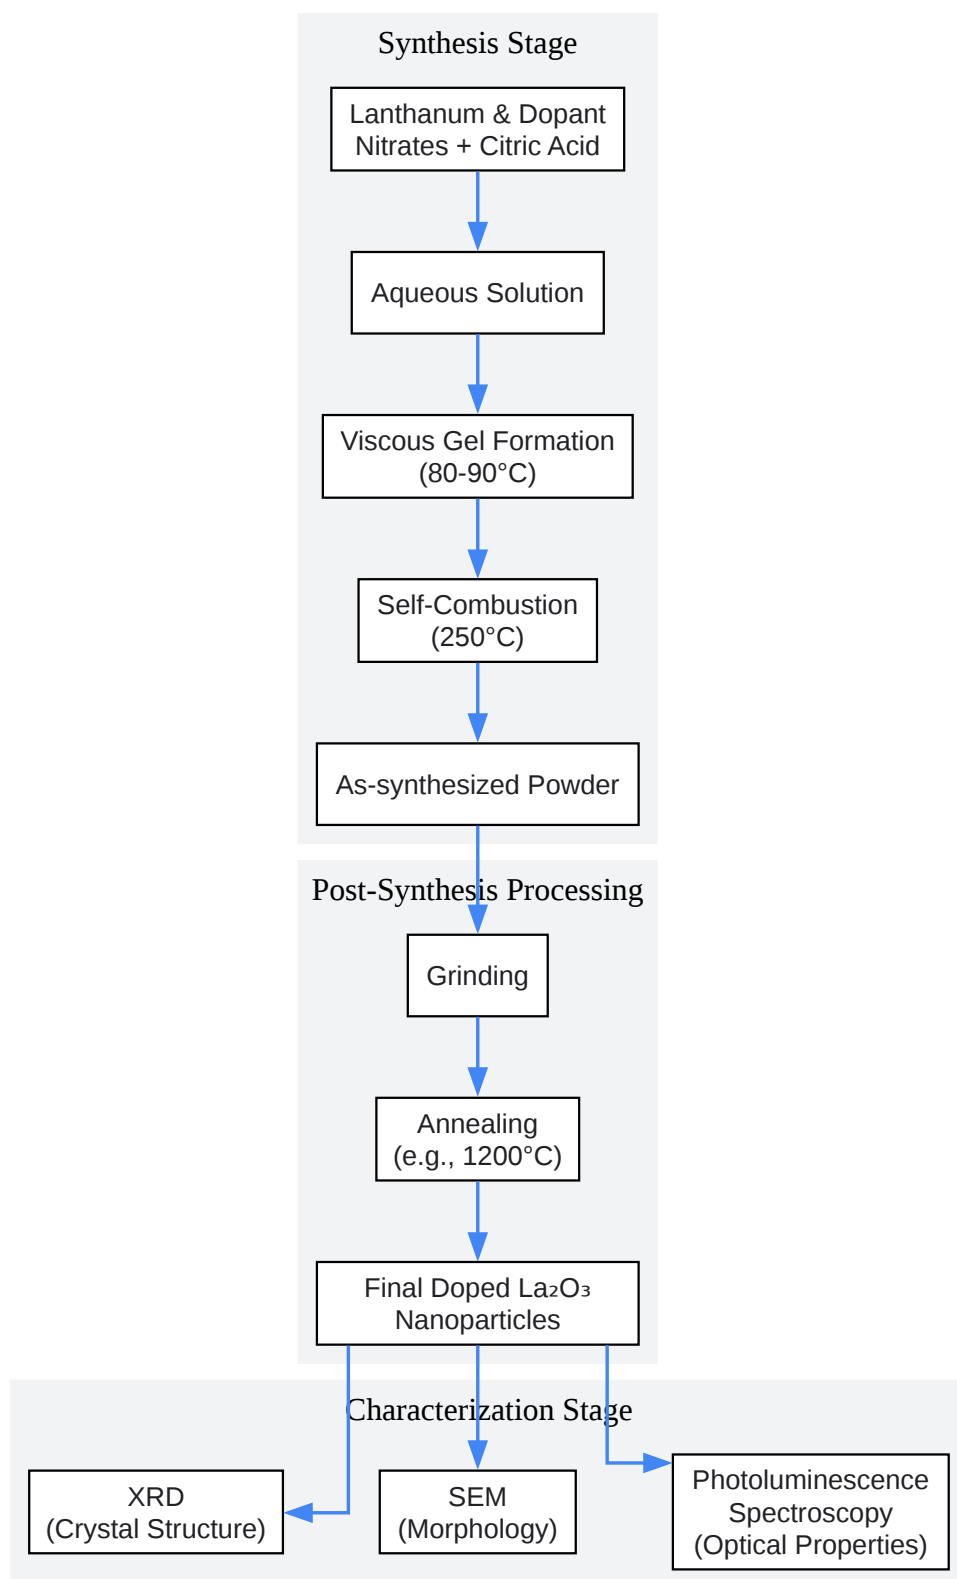 Synthesis Stage
Lanthanum & Dopant
Nitrates + Citric Acid
Aqueous Solution
Viscous Gel Formation
(80-90°C)
Self-Combustion
(250°C)
As-synthesized Powder
Post-Synthesis Processing
Grinding
Annealing
(e.g., 1200°C)
Final Doped La₂O₃
Nanoparticles
Characterization Stage
XRD
(Crystal Structure)
SEM
(Morphology)
Photoluminescence
Spectroscopy
(Optical Properties)